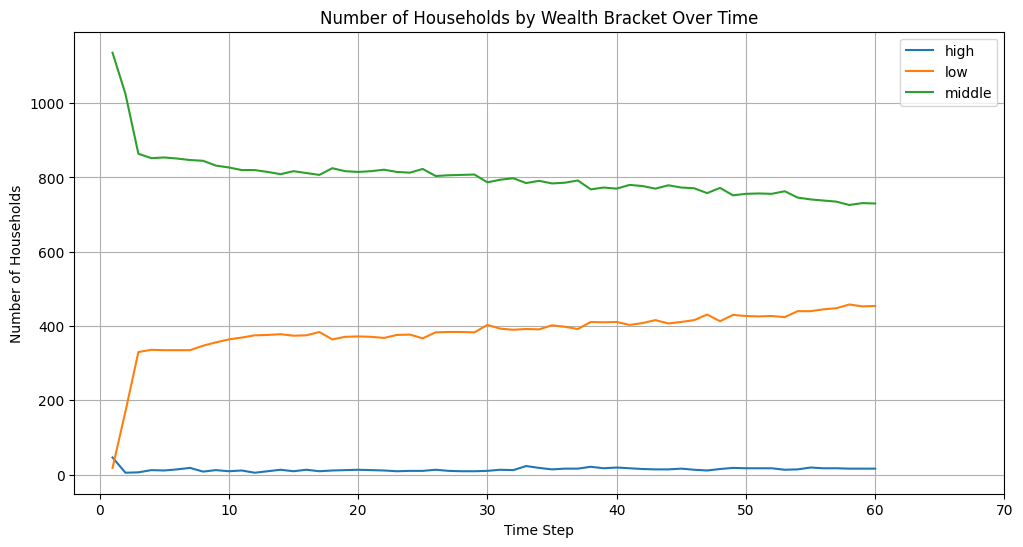 Number of Households by Wealth Bracket Over Time
high
low
middle
Number of Households
1000
800
600
400
200
0
0 10 20 30 40 50 60 70
Time Step